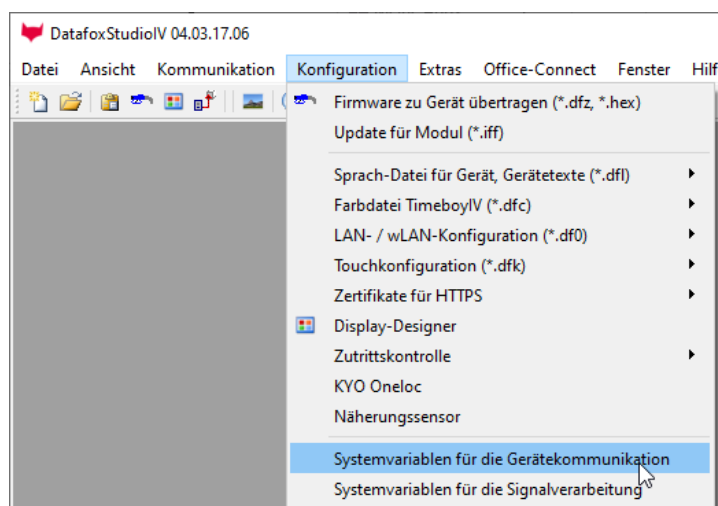 DatafoxStudioIV 04.03.17.06
Datei Ansicht Kommunikation Konfiguration Extras Office-Connect Fenster Hilf
Firmware zu Gerät übertragen (*.dfz, *.hex)
Update für Modul (*.iff)
Sprach-Datei für Gerät, Gerätetexte (*.dfl)
Farbdatei TimeboyIV (*.dfc)
LAN- / wLAN-Konfiguration (*.df0)
Touchkonfiguration (*.dfk)
Zertifikate für HTTPS
Display-Designer
Zutrittskontrolle
KYO Oneloc
Näherungssensor
Systemvariablen für die Gerätekommunikation
Systemvariablen für die Signalverarbeitung